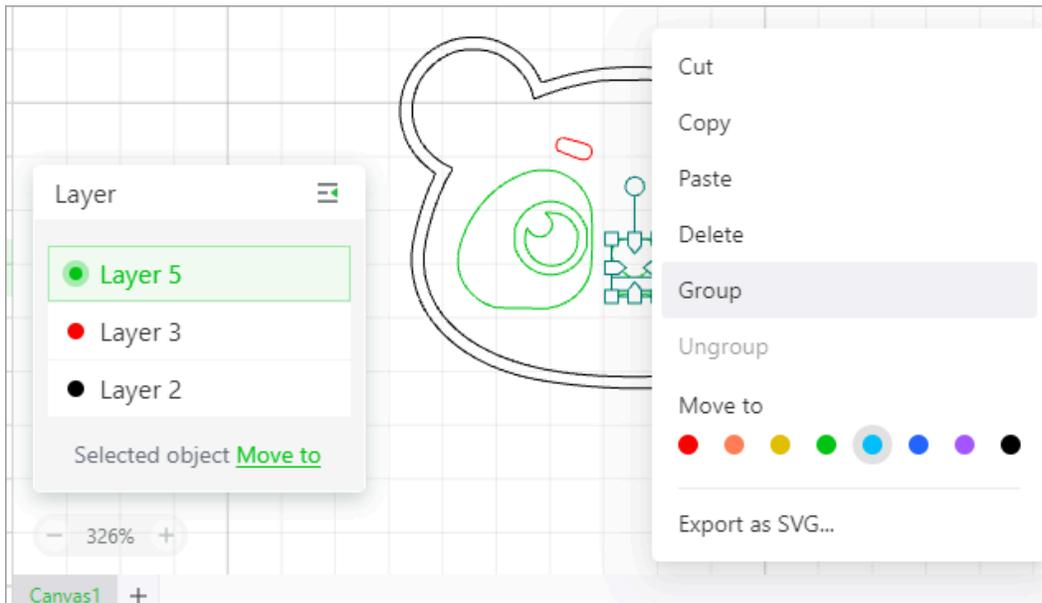 Layer
Layer 5
Layer 3
Layer 2
Selected object Move to
326%
Canvas1
Cut
Copy
Paste
Delete
Group
Ungroup
Move to
Export as SVG...